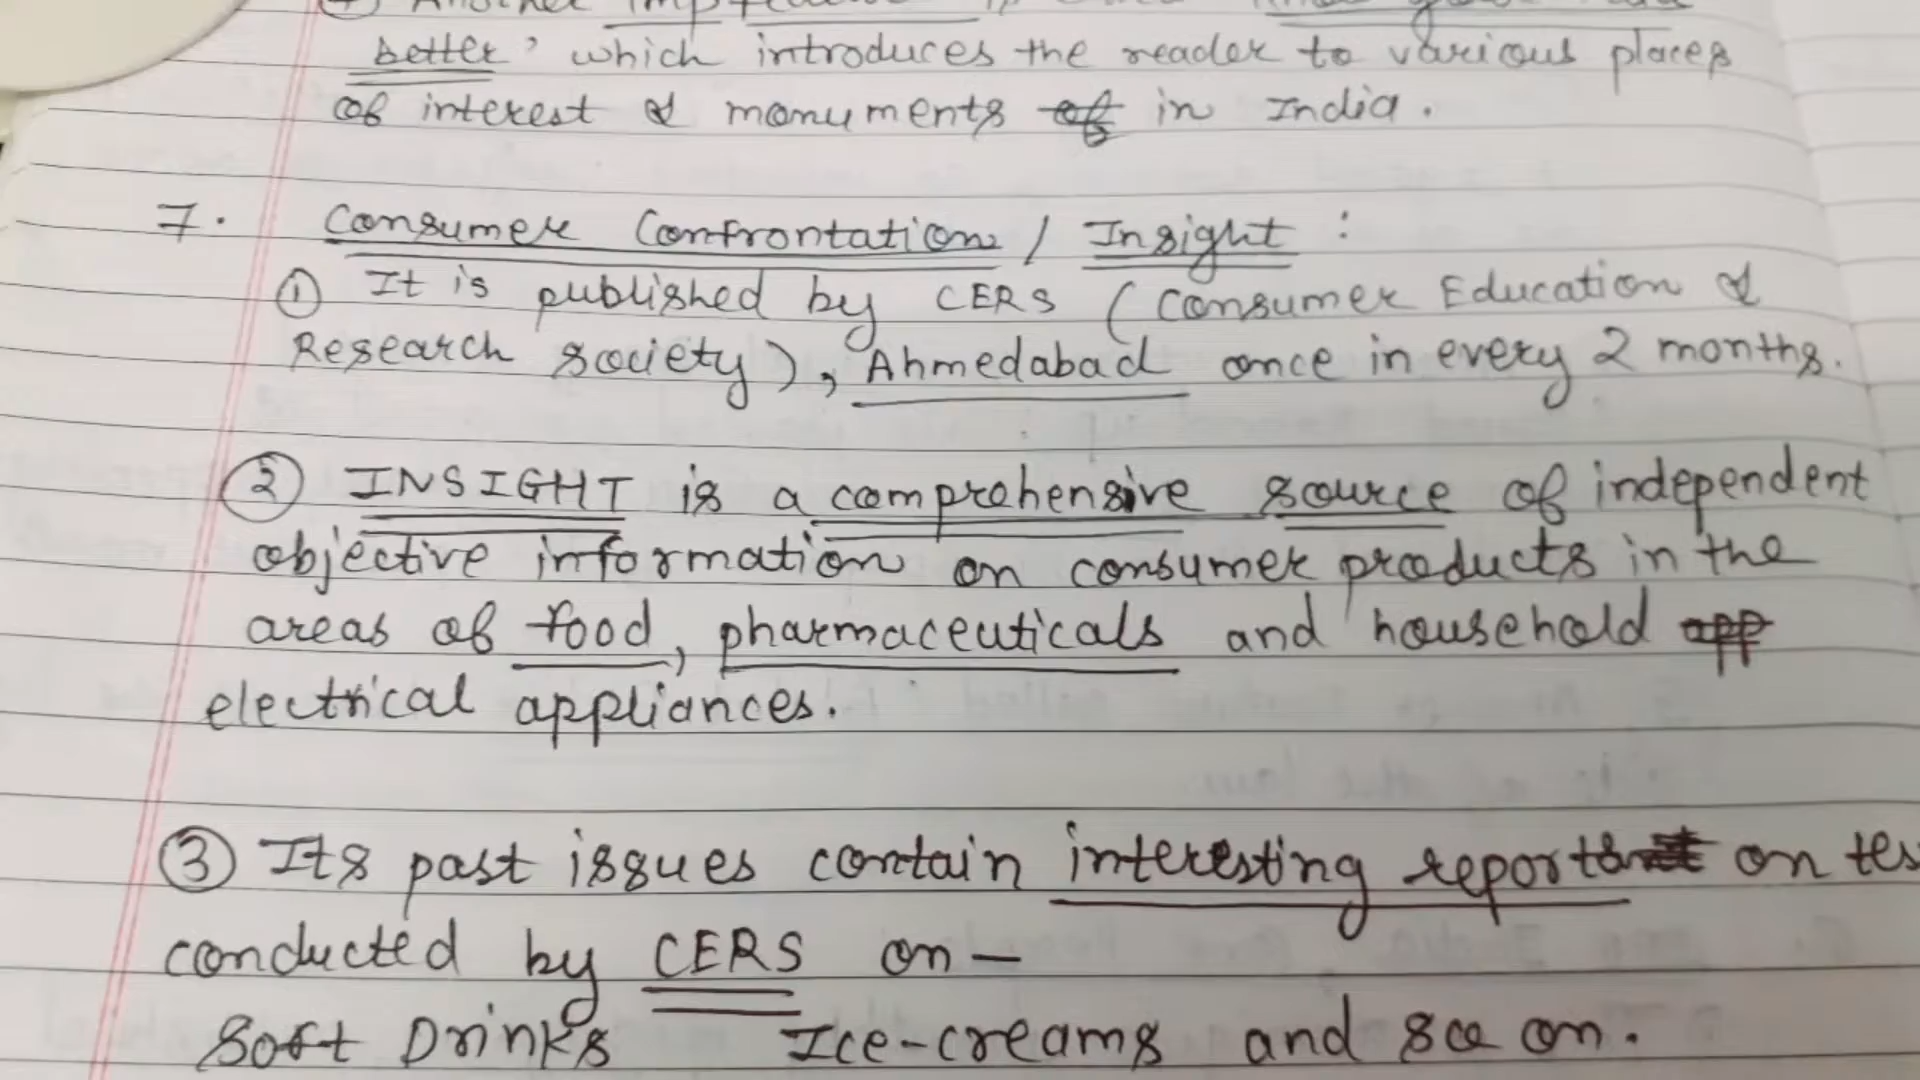 Another imp
better' which introduces the reader to various places
of interest & monuments of in India.
7. Consumer Confrontation / Insight :
① It is published by CERS (Consumer Education &
Research society), Ahmedabad once in every 2 months.
② INSIGHT is a comprehensive source of independent
objective information on consumer products in the
areas of food, pharmaceuticals and household app
electrical appliances.
③ Its past issues contain interesting reports on tes
conducted by CERS on –
Soft Drinks Ice-creams and so on.